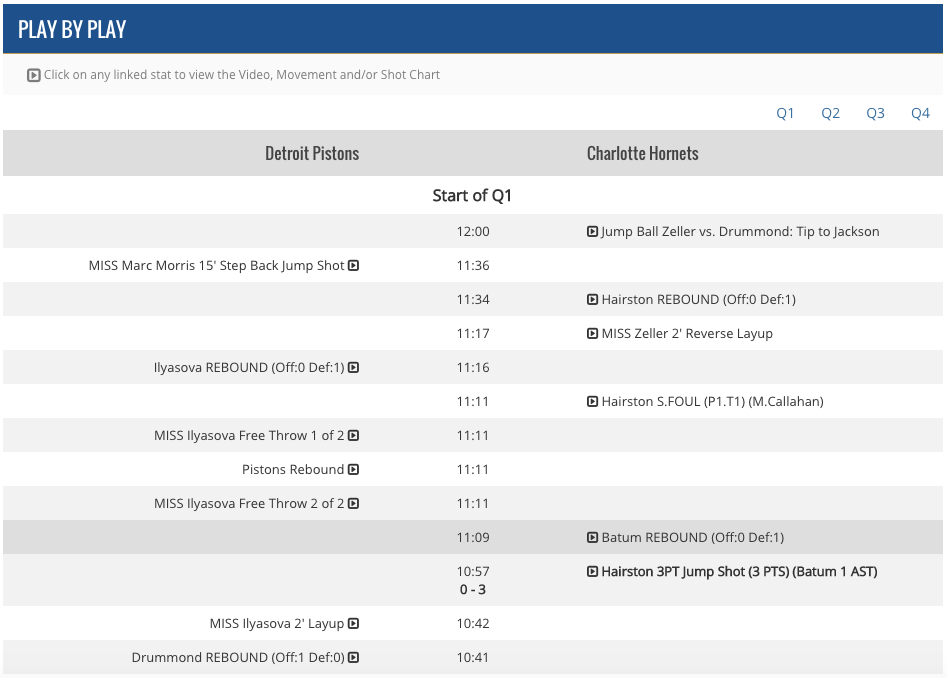 PLAY BY PLAY
Click on any linked stat to view the Video, Movement and/or Shot Chart
Q1 Q2 Q3 Q4
Detroit Pistons Charlotte Hornets
Start of Q1
12:00 Jump Ball Zeller vs. Drummond: Tip to Jackson
MISS Marc Morris 15' Step Back Jump Shot 11:36
11:34 Hairston REBOUND (Off:0 Def:1)
11:17 MISS Zeller 2' Reverse Layup
Ilyasova REBOUND (Off:0 Def:1) 11:16
11:11 Hairston S.FOUL (P1.T1) (M.Callahan)
MISS Ilyasova Free Throw 1 of 2 11:11
Pistons Rebound 11:11
MISS Ilyasova Free Throw 2 of 2 11:11
11:09 Batum REBOUND (Off:0 Def:1)
10:57 Hairston 3PT Jump Shot (3 PTS) (Batum 1 AST)
0 - 3
MISS Ilyasova 2' Layup 10:42
Drummond REBOUND (Off:1 Def:0) 10:41